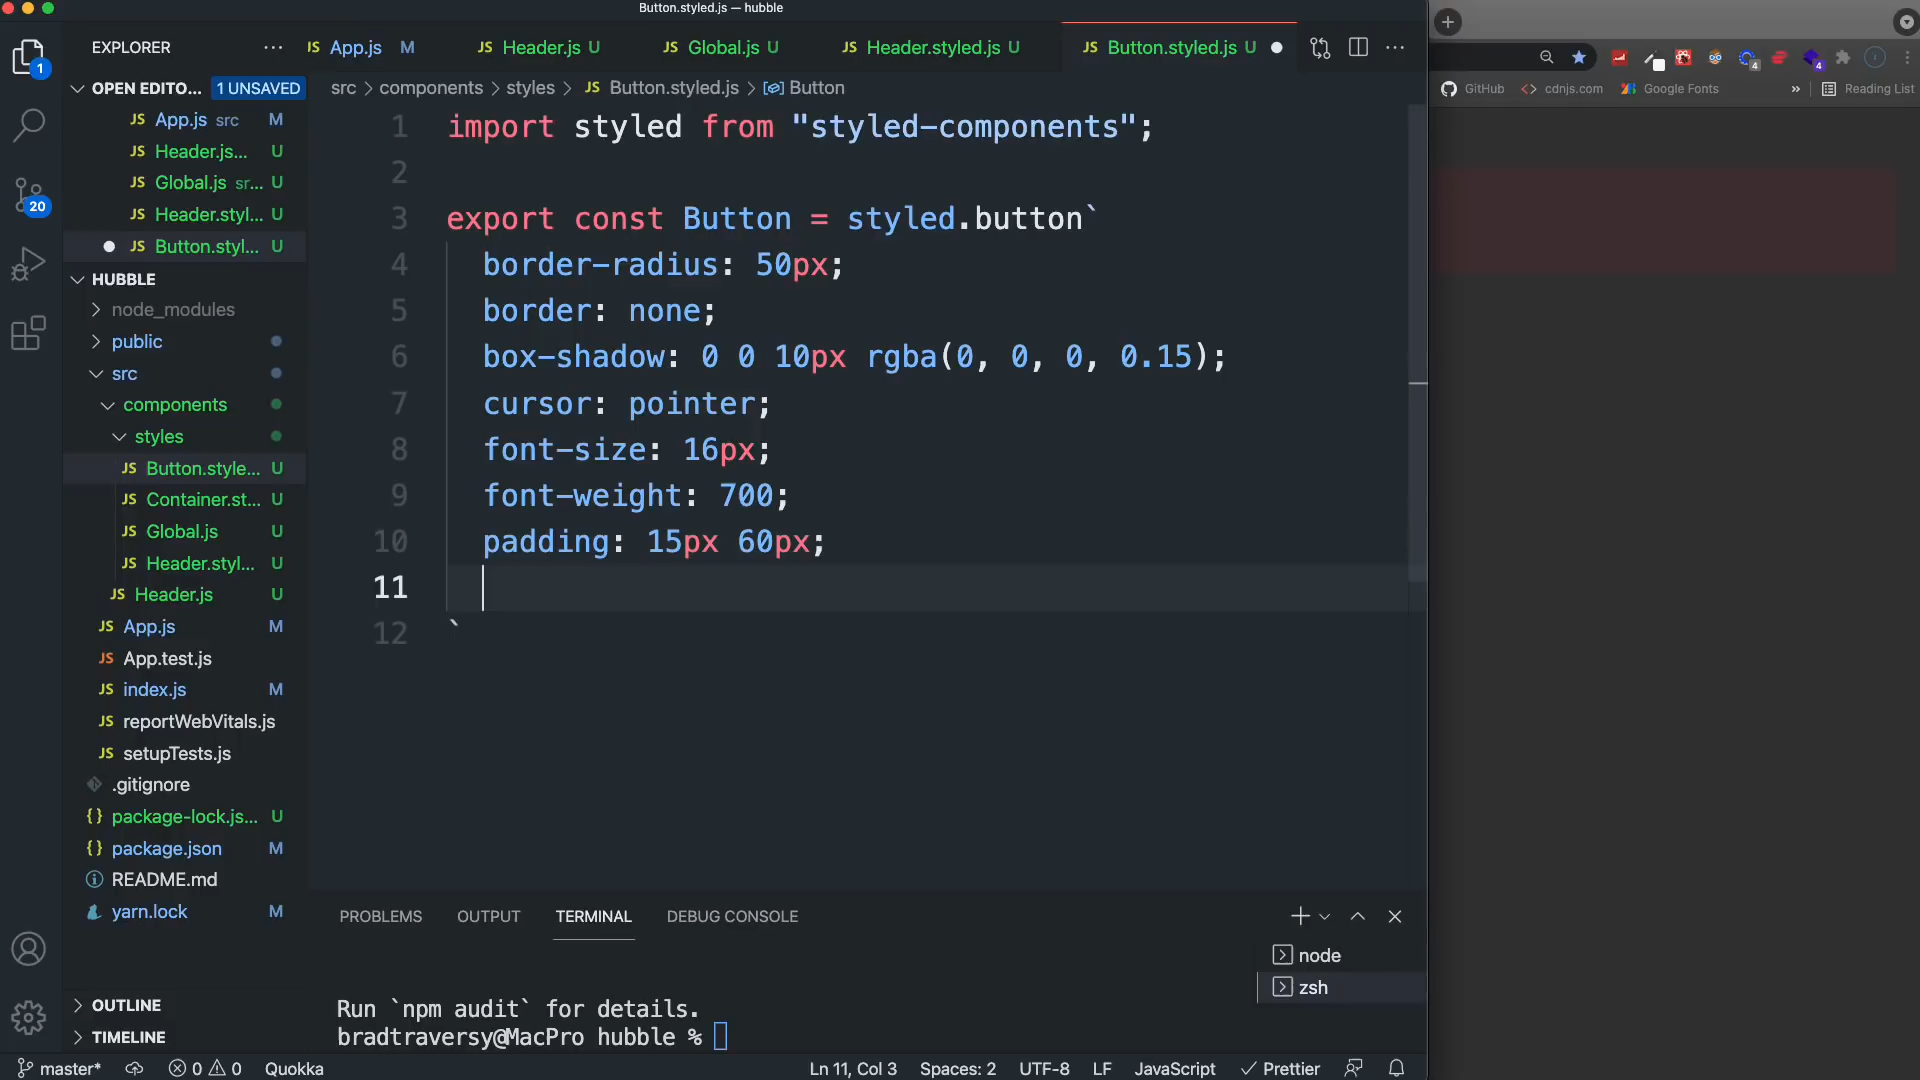 Button.styled.js — hubble
EXPLORER
JS App.js M
JS Header.js U
JS Global.js U
JS Header.styled.js U
JS Button.styled.js U
GitHub
cdnjs.com
Google Fonts
»
Reading List
4
4
1
20
OPEN EDITO... 1 UNSAVED
JS App.js src M
JS Header.js... U
JS Global.js sr... U
JS Header.styl... U
JS Button.styl... U
HUBBLE
node_modules
public
src
components
styles
JS Button.style... U
JS Container.st... U
JS Global.js U
JS Header.styl... U
JS Header.js U
JS App.js M
JS App.test.js
JS index.js M
JS reportWebVitals.js
JS setupTests.js
.gitignore
{} package-lock.js... U
{} package.json M
README.md
yarn.lock M
OUTLINE
TIMELINE
src > components > styles > JS Button.styled.js > Button
1 import styled from "styled-components";
2
3 export const Button = styled.button`
4 border-radius: 50px;
5 border: none;
6 box-shadow: 0 0 10px rgba(0, 0, 0, 0.15);
7 cursor: pointer;
8 font-size: 16px;
9 font-weight: 700;
10 padding: 15px 60px;
11
12 `
PROBLEMS OUTPUT TERMINAL DEBUG CONSOLE
node
zsh
Run `npm audit` for details.
bradtraversy@MacPro hubble %
master* 0 0 Quokka Ln 11, Col 3 Spaces: 2 UTF-8 LF JavaScript Prettier